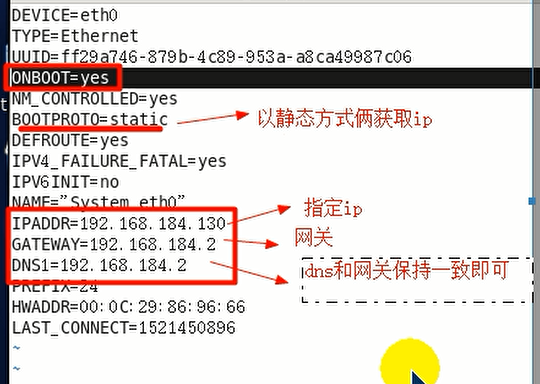 DEVICE=eth0
TYPE=Ethernet
UUID=ff29a746-879b-4c89-953a-a8ca49987c06
ONBOOT=yes
NM_CONTROLLED=yes
BOOTPROTO=static 以静态方式俩获取ip
DEFROUTE=yes
IPV4_FAILURE_FATAL=yes
IPV6INIT=no
NAME="System eth0"
IPADDR=192.168.184.130 指定ip
GATEWAY=192.168.184.2 网关
DNS1=192.168.184.2 dns和网关保持一致即可
PREFIX=24
HWADDR=00:0C:29:86:96:66
LAST_CONNECT=1521450896
~
~